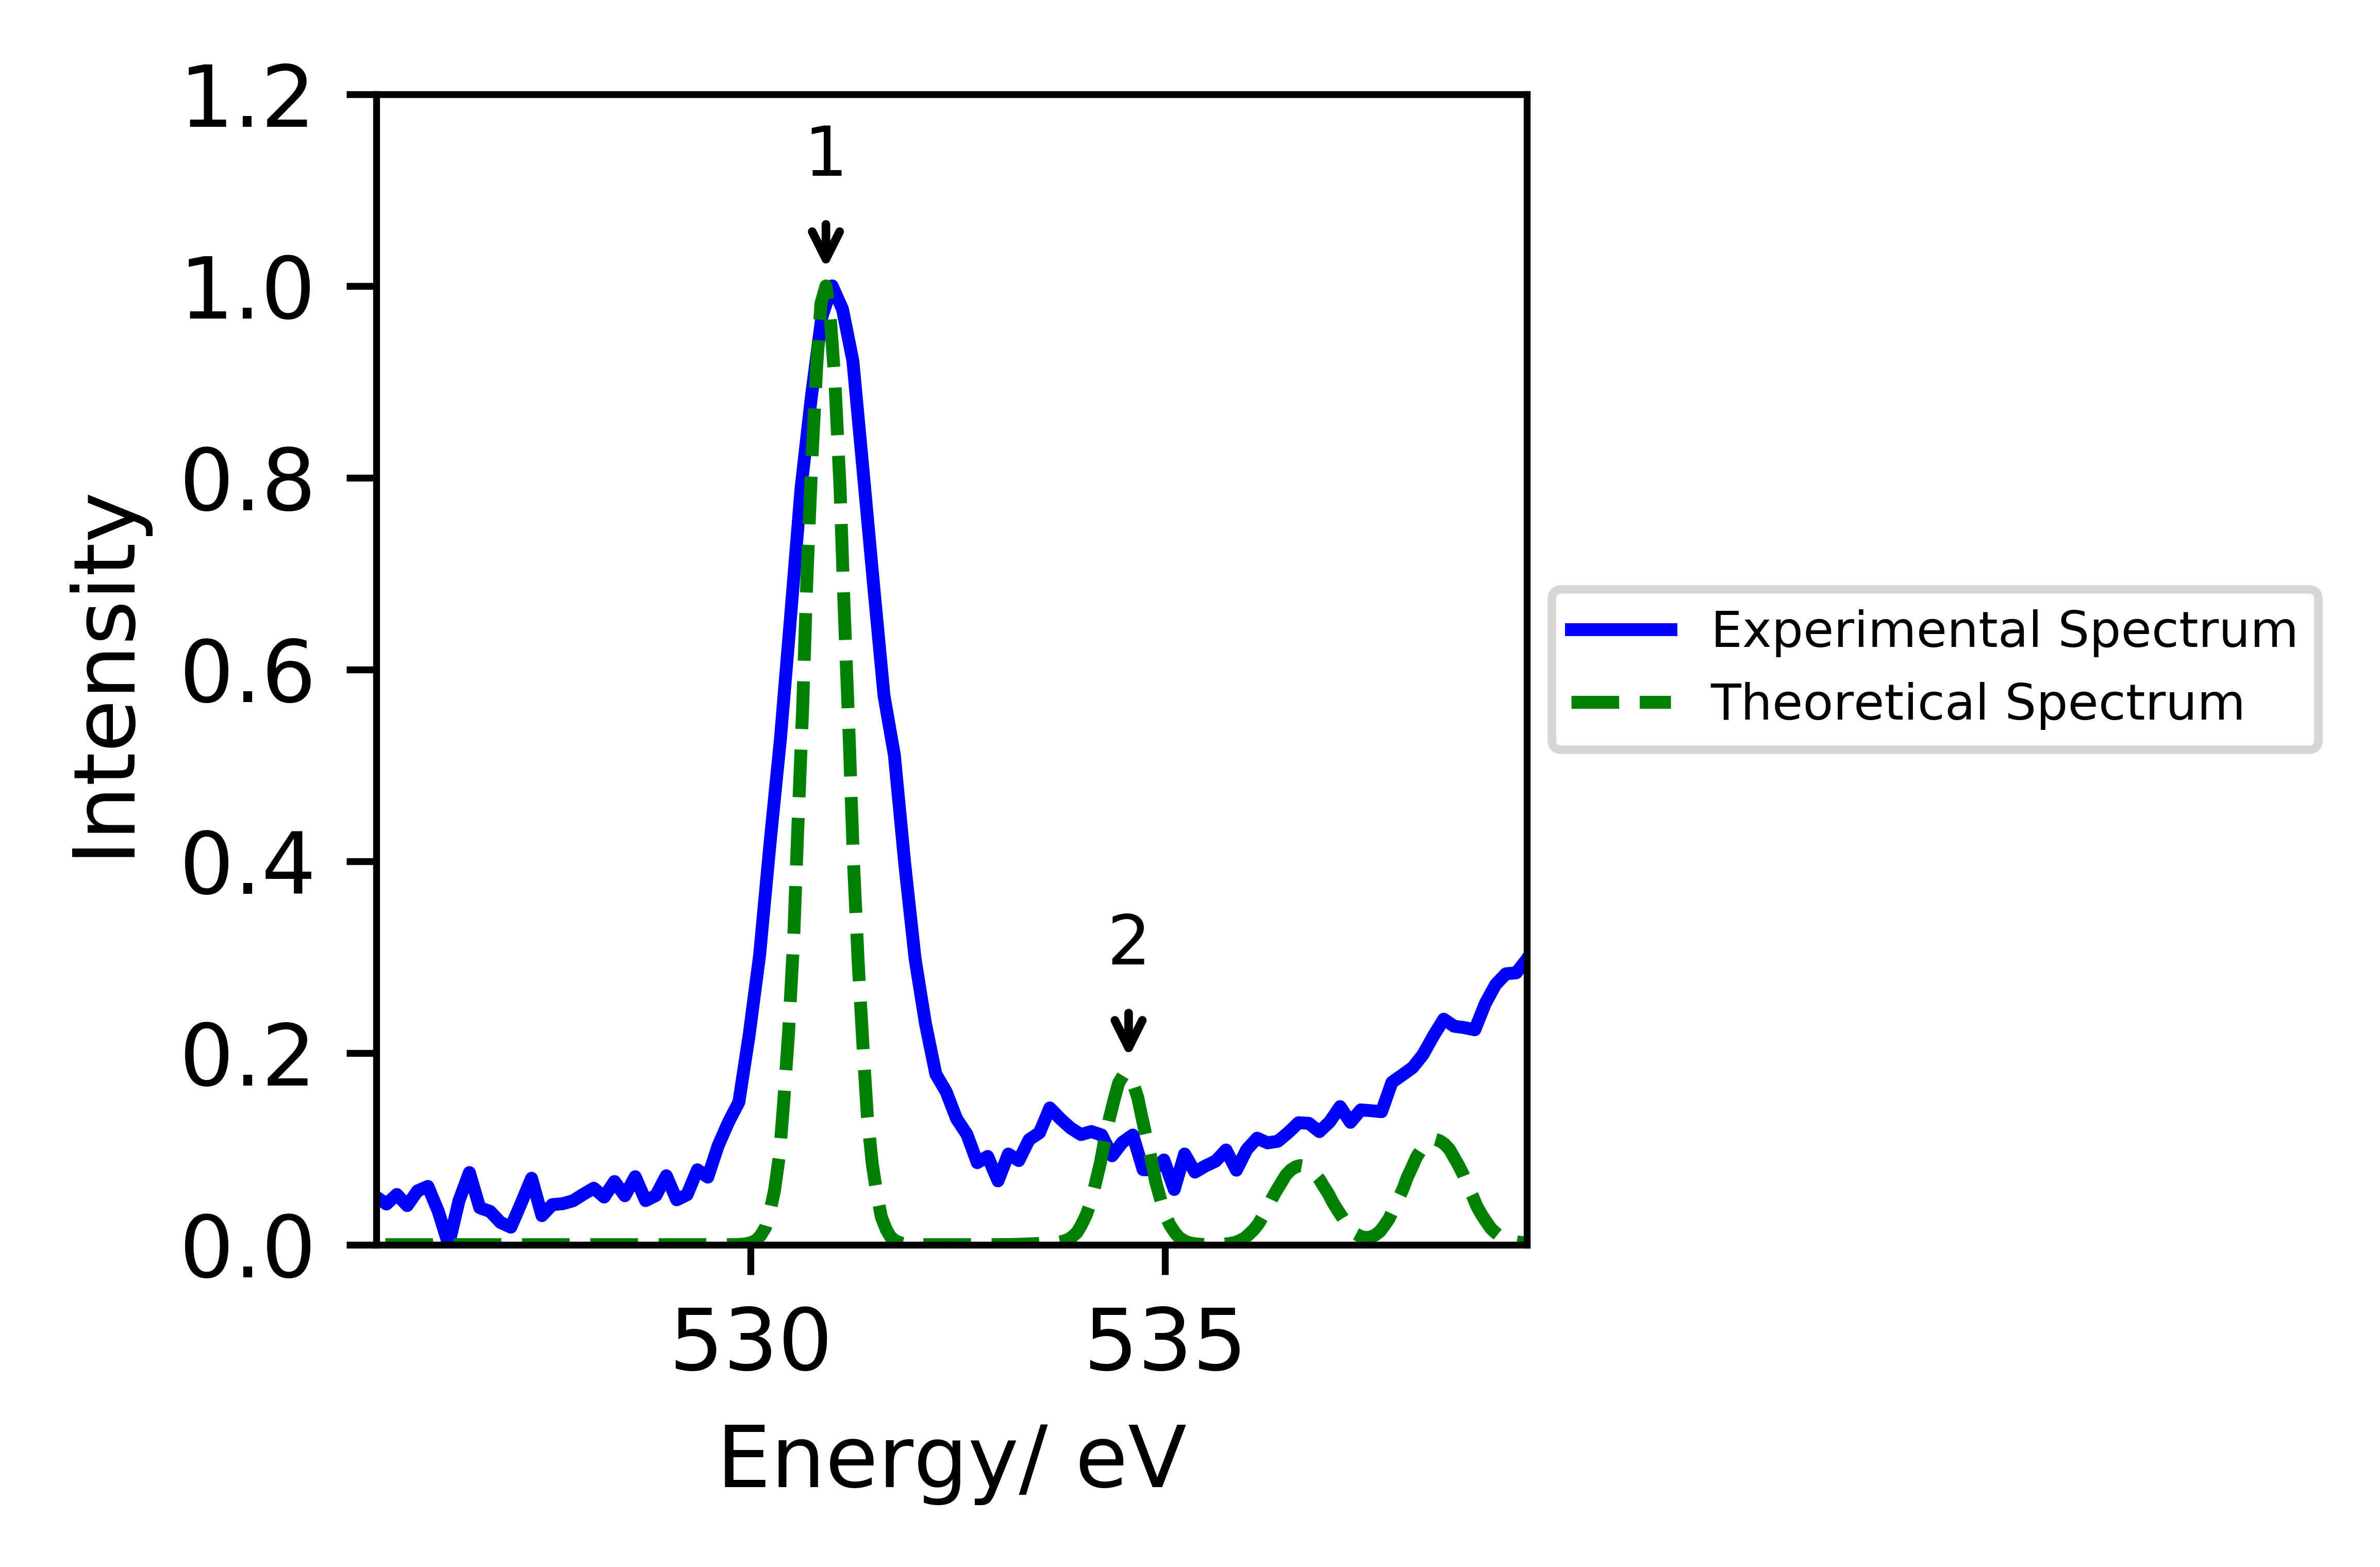 1.2
1.0
0.8
0.6
0.4
0.2
0.0
Intensity
1
2
530
535
Energy/ eV
Experimental Spectrum
Theoretical Spectrum